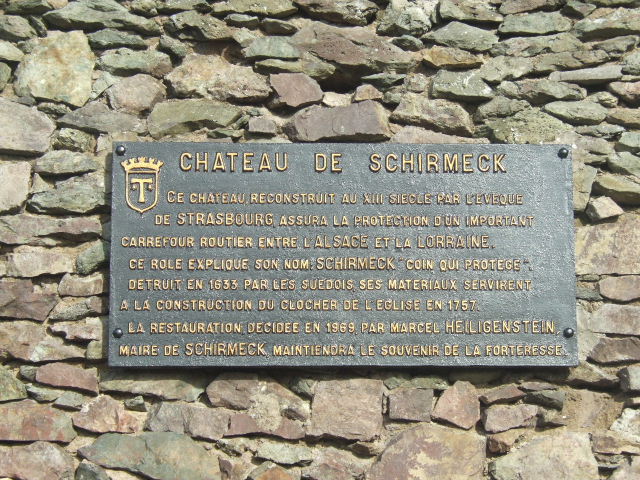 CHATEAU DE SCHIRMECK
T
CE CHATEAU, RECONSTRUIT AU XIII SIECLE PAR L'EVEQUE
DE STRASBOURG, ASSURA LA PROTECTION D'UN IMPORTANT
CARREFOUR ROUTIER ENTRE L'ALSACE ET LA LORRAINE.
CE ROLE EXPLIQUE SON NOM: SCHIRMECK "COIN QUI PROTEGE".
DETRUIT EN 1633 PAR LES SUEDOIS, SES MATERIAUX SERVIRENT
A LA CONSTRUCTION DU CLOCHER DE L'EGLISE EN 1757.
LA RESTAURATION, DECIDEE EN 1969, PAR MARCEL HEILIGENSTEIN,
MAIRE DE SCHIRMECK, MAINTIENDRA LE SOUVENIR DE LA FORTERESSE.